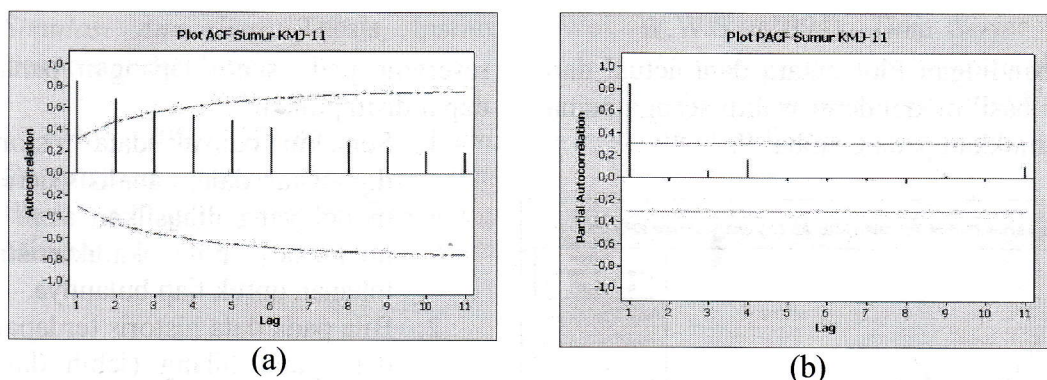 Plot ACF Sumur KMJ-11
Autocorrelation
1,0
0,8
0,6
0,4
0,2
0,0
-0,2
-0,4
-0,6
-0,8
-1,0
1 2 3 4 5 6 7 8 9 10 11
Lag
(a)
Plot PACF Sumur KMJ-11
Partial Autocorrelation
1,0
0,8
0,6
0,4
0,2
0,0
-0,2
-0,4
-0,6
-0,8
-1,0
1 2 3 4 5 6 7 8 9 10 11
Lag
(b)